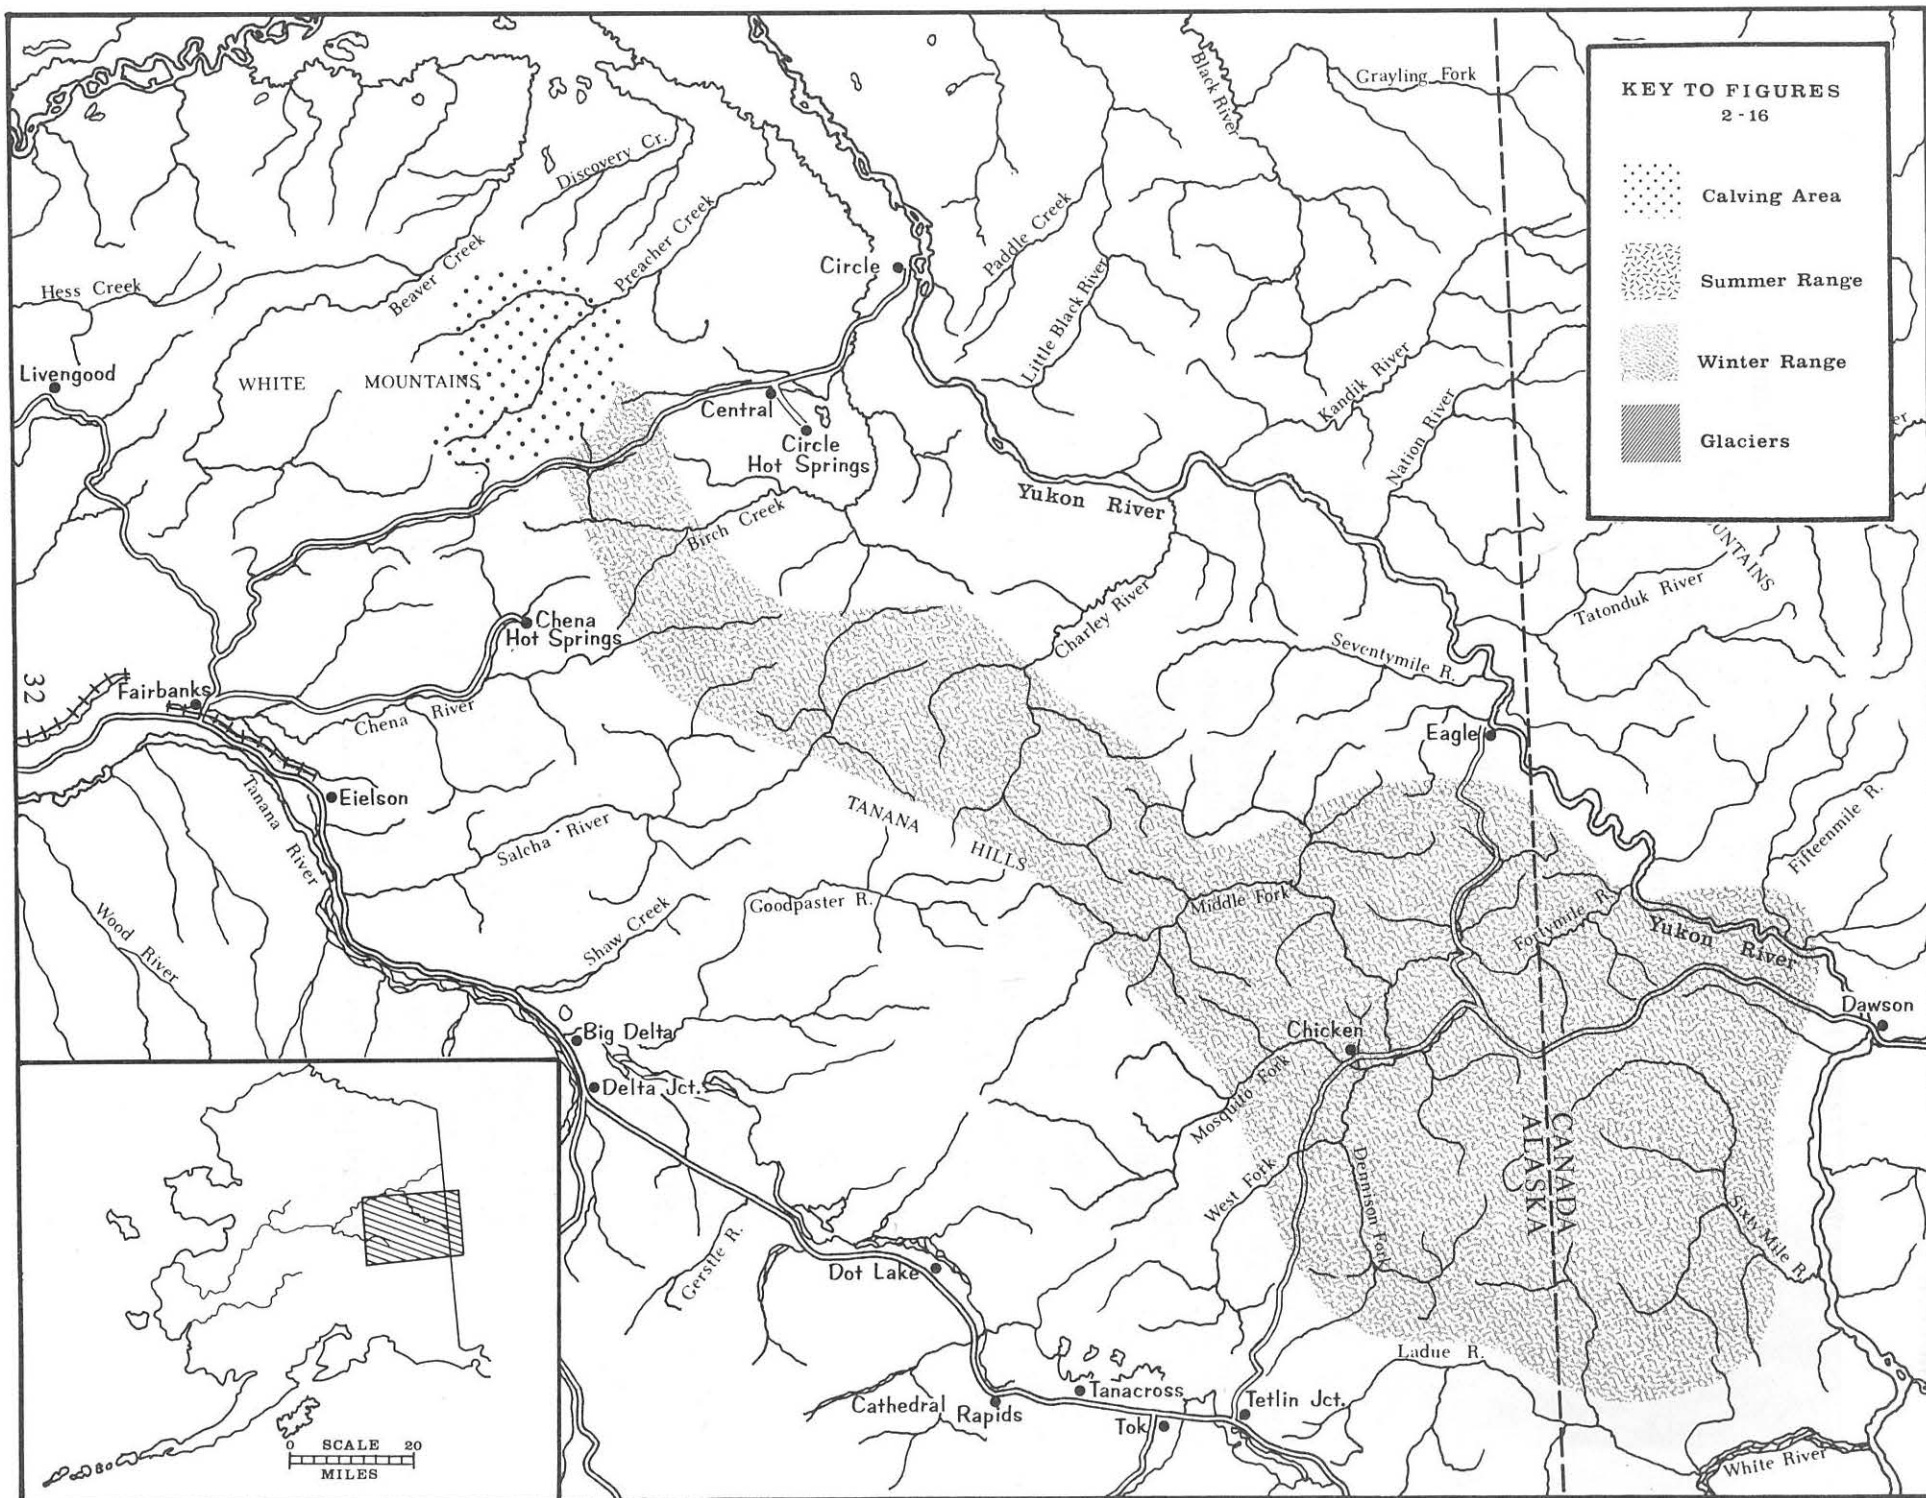 KEY TO FIGURES
2 - 16
Calving Area
Summer Range
Winter Range
Glaciers
Grayling Fork
Black River
Discovery Cr.
Preacher Creek
Beaver Creek
Hess Creek
Circle
Paddle Creek
Little Black River
Kandik River
Nation River
Livengood
WHITE MOUNTAINS
Central
Circle
Hot Springs
Yukon River
Birch Creek
UNTAINS
Tatonduk River
Charley River
Seventymile R.
Chena
Hot Springs
32
Fairbanks
Chena River
Eagle
Eielson
Tanana River
Salcha River
TANANA HILLS
Fifteenmile R.
Wood River
Shaw Creek
Goodpaster R.
Middle Fork
Fortymile R.
Yukon River
Dawson
Big Delta
Delta Jct.
Chicken
Mosquito Fork
West Fork
Dennison Fork
CANADA
ALASKA
Sixty Mile R.
Gerstle R.
Dot Lake
Ladue R.
Cathedral Rapids
Tanacross
Tok
Tetlin Jct.
White River
0 SCALE 20
MILES